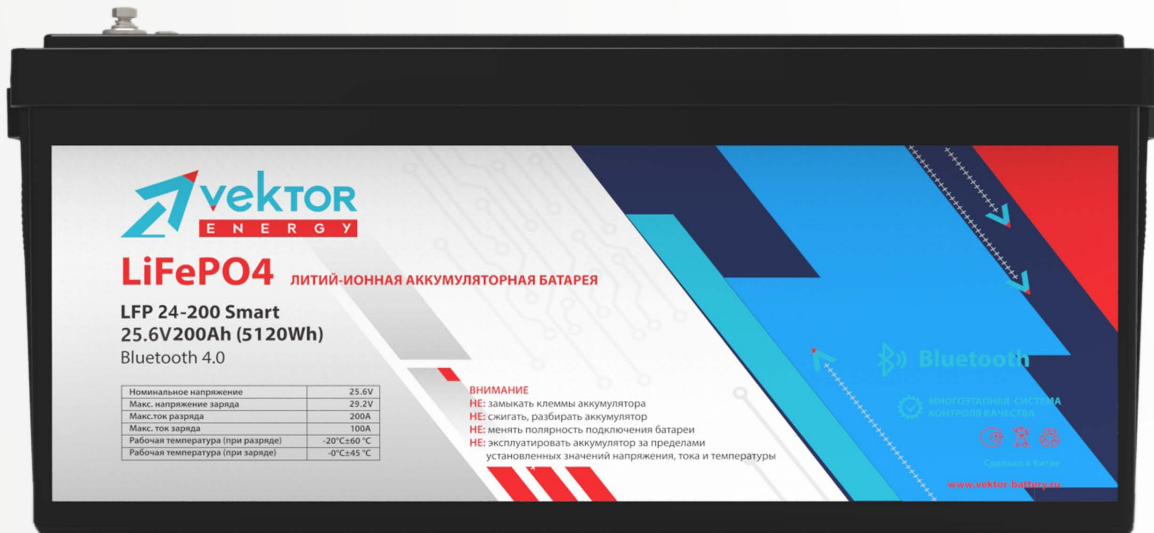 vekTOR
ENERGY
LiFePO4 ЛИТИЙ-ИОННАЯ АККУМУЛЯТОРНАЯ БАТАРЕЯ
LFP 24-200 Smart
25.6V200Ah (5120Wh)
Bluetooth 4.0
Номинальное напряжение 25.6V
Макс. напряжение заряда 29.2V
Макс.ток разряда 200A
Макс. ток заряда 100A
Рабочая температура (при разряде) -20°C±60 °C
Рабочая температура (при заряде) -0°C±45 °C
ВНИМАНИЕ
НЕ: замыкать клеммы аккумулятора
НЕ: сжигать, разбирать аккумулятор
НЕ: менять полярность подключения батареи
НЕ: эксплуатировать аккумулятор за пределами
установленных значений напряжения, тока и температуры
Bluetooth
МНОГОЭТАПНАЯ СИСТЕМА
КОНТРОЛЯ КАЧЕСТВА
Сделано в Китае
www.vektor-battery.ru